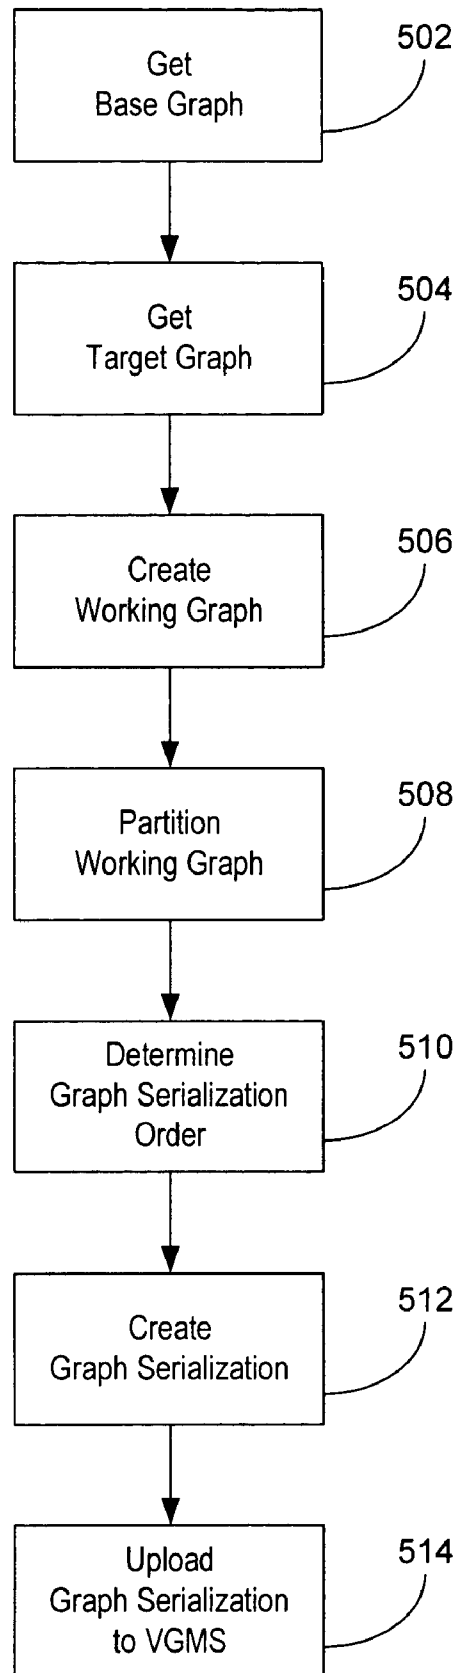 502
Get
Base Graph
504
Get
Target Graph
506
Create
Working Graph
508
Partition
Working Graph
510
Determine
Graph Serialization
Order
512
Create
Graph Serialization
514
Upload
Graph Serialization
to VGMS